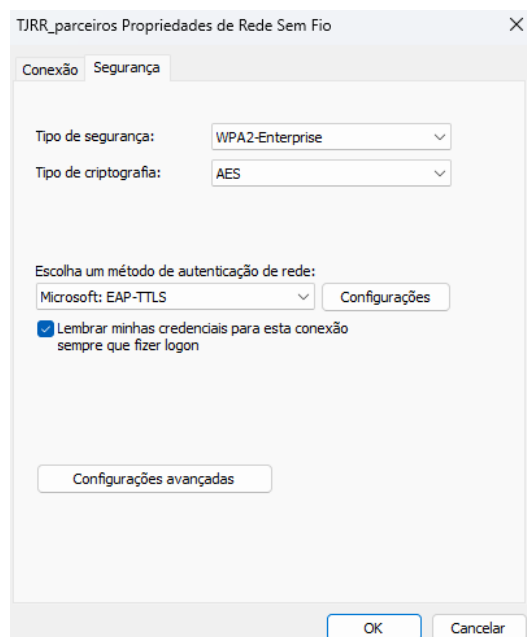 TJRR_parceiros Propriedades de Rede Sem Fio
Conexão Segurança
Tipo de segurança: WPA2-Enterprise
Tipo de criptografia: AES
Escolha um método de autenticação de rede:
Microsoft: EAP-TTLS Configurações
Lembrar minhas credenciais para esta conexão
sempre que fizer logon
Configurações avançadas
OK Cancelar